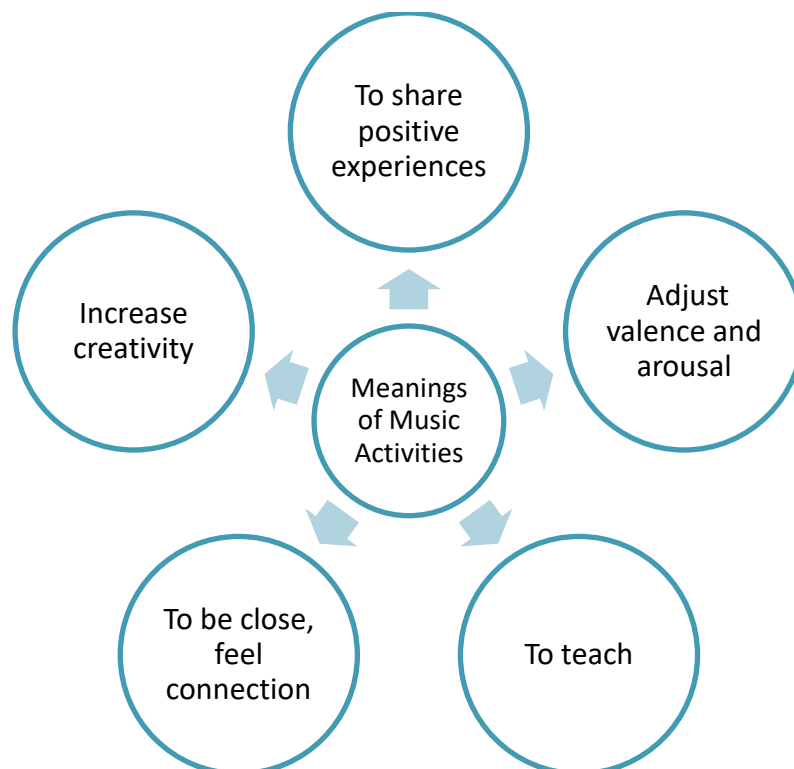 To share
positive
experiences
Adjust
valence and
arousal
To teach
To be close,
feel
connection
Increase
creativity
Meanings
of Music
Activities